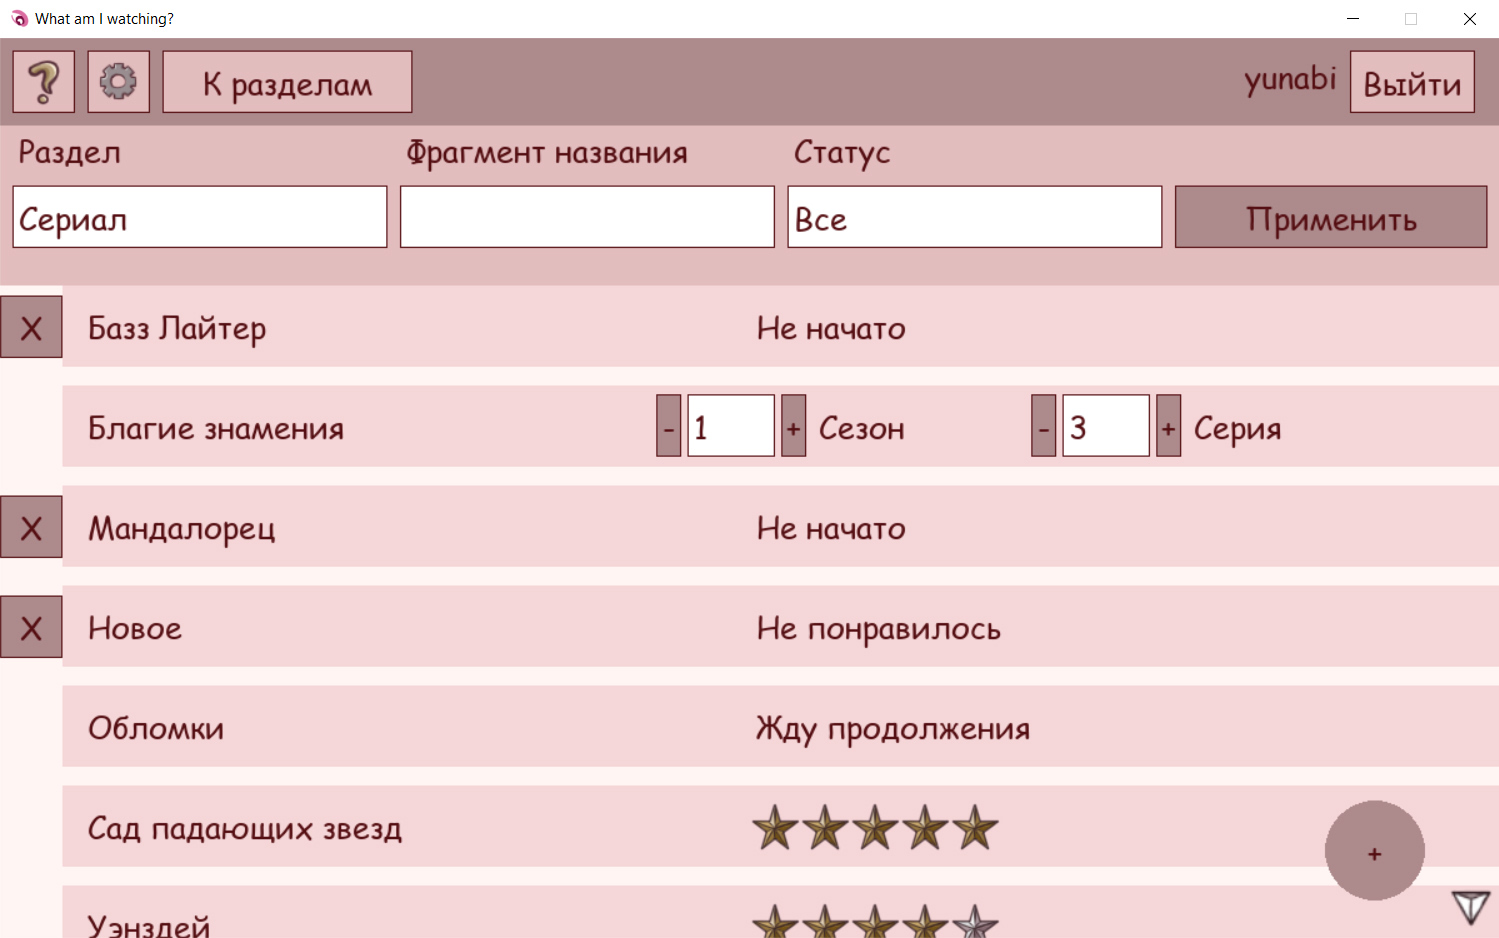 What am I watching?
? К разделам yunabi Выйти
Раздел Фрагмент названия Статус
Сериал Все Применить
X Базз Лайтер Не начато
Благие знамения - 1 + Сезон - 3 + Серия
X Мандалорец Не начато
X Новое Не понравилось
Обломки Жду продолжения
Сад падающих звезд
+
Уэнздей